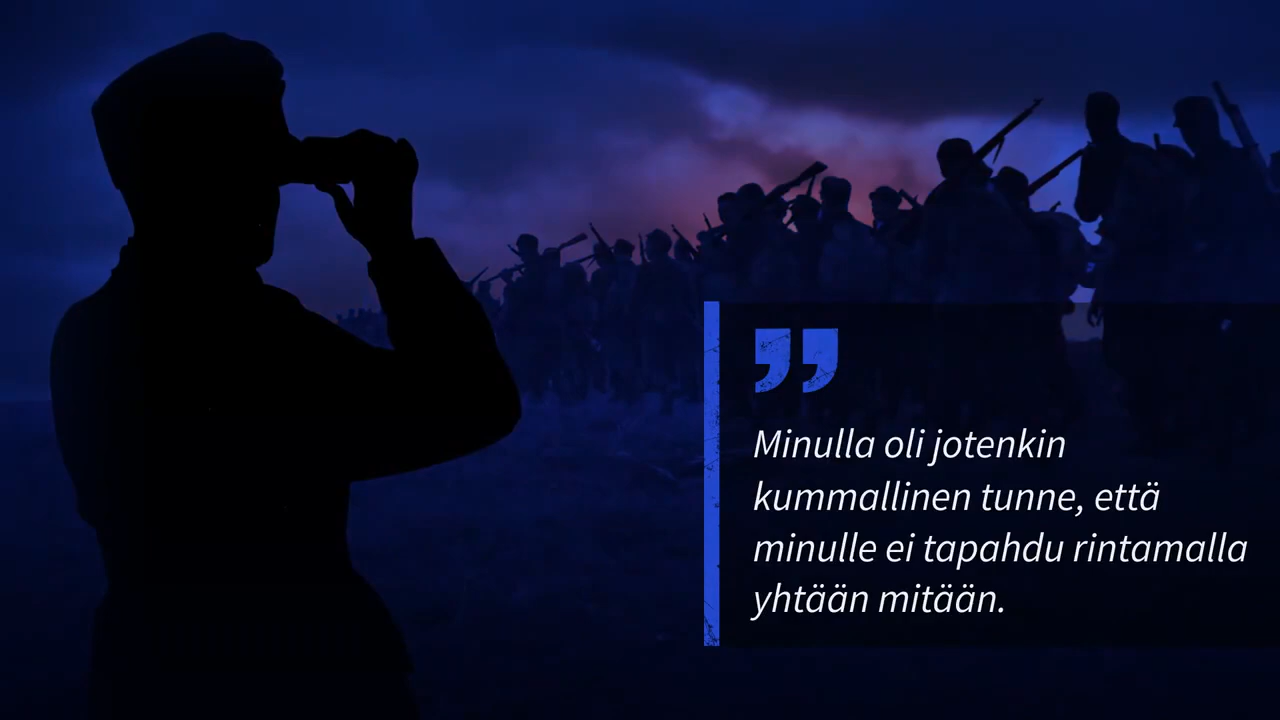 ”
Minulla oli jotenkin
kummallinen tunne, että
minulle ei tapahdu rintamalla
yhtään mitään.